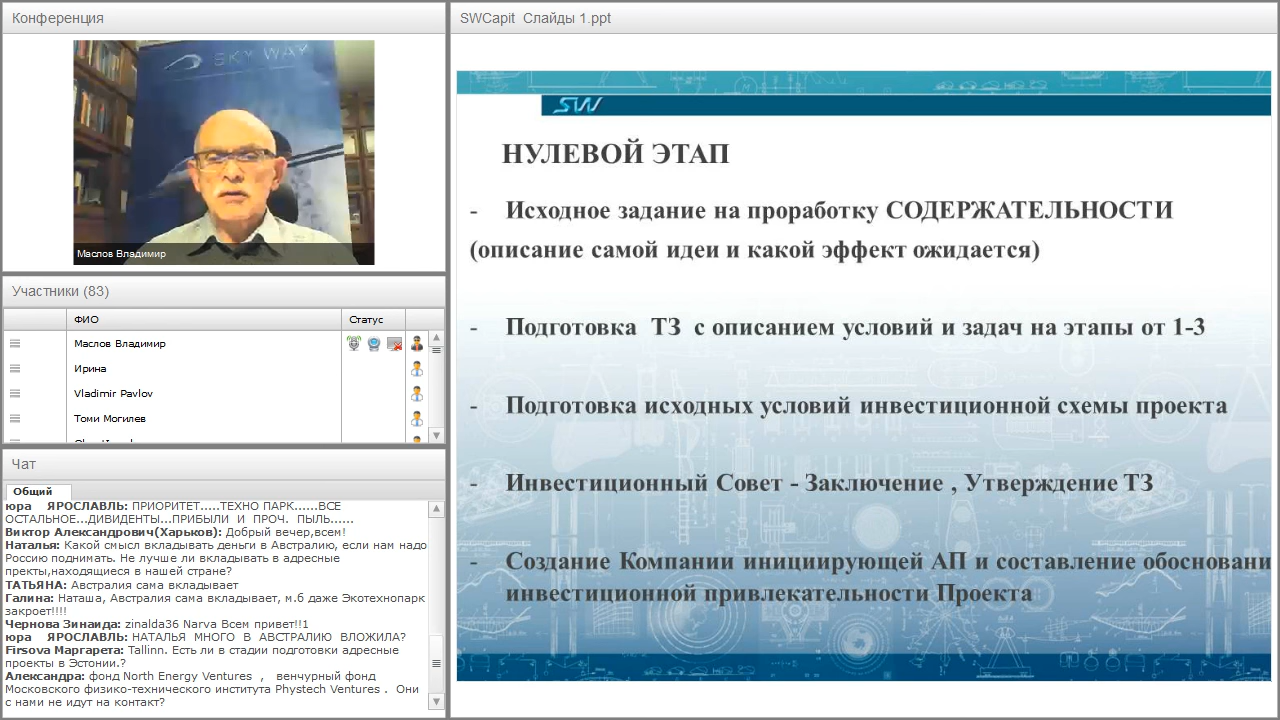 Конференция
SKY WAY
Маслов Владимир
Участники (83)
ФИО
Статус
Маслов Владимир
Ирина
Vladimir Pavlov
Томи Могилев
Чат
Общий
юра ЯРОСЛАВЛЬ: ПРИОРИТЕТ.....ТЕХНО ПАРК......ВСЕ
ОСТАЛЬНОЕ...ДИВИДЕНТЫ...ПРИБЫЛИ И ПРОЧ. ПЫЛЬ......
Виктор Александрович(Харьков): Добрый вечер,всем!
Наталья: Какой смысл вкладывать деньги в Австралию, если нам надо
Россию поднимать. Не лучше ли вкладывать в адресные
пректы,находящиеся в нашей стране?
ТАТЬЯНА: Австралия сама вкладывает
Галина: Наташа, Австралия сама вкладывает, м.б даже Экотехнопарк
закроет!!!!
Чернова Зинаида: zinalda36 Narva Всем привет!!1
юра ЯРОСЛАВЛЬ: НАТАЛЬЯ МНОГО В АВСТРАЛИЮ ВЛОЖИЛА?
Firsova Маргарета: Tallinn. Есть ли в стадии подготовки адресные
проекты в Эстонии.?
Александра: фонд North Energy Ventures , венчурный фонд
Московского физико-технического института Phystech Ventures . Они
с нами не идут на контакт?
SWCapit Слайды 1.ppt
SW
НУЛЕВОЙ ЭТАП
- Исходное задание на проработку СОДЕРЖАТЕЛЬНОСТИ
(описание самой идеи и какой эффект ожидается)
- Подготовка ТЗ с описанием условий и задач на этапы от 1-3
- Подготовка исходных условий инвестиционной схемы проекта
- Инвестиционный Совет - Заключение , Утверждение ТЗ
- Создание Компании инициирующей АП и составление обосновани
инвестиционной привлекательности Проекта